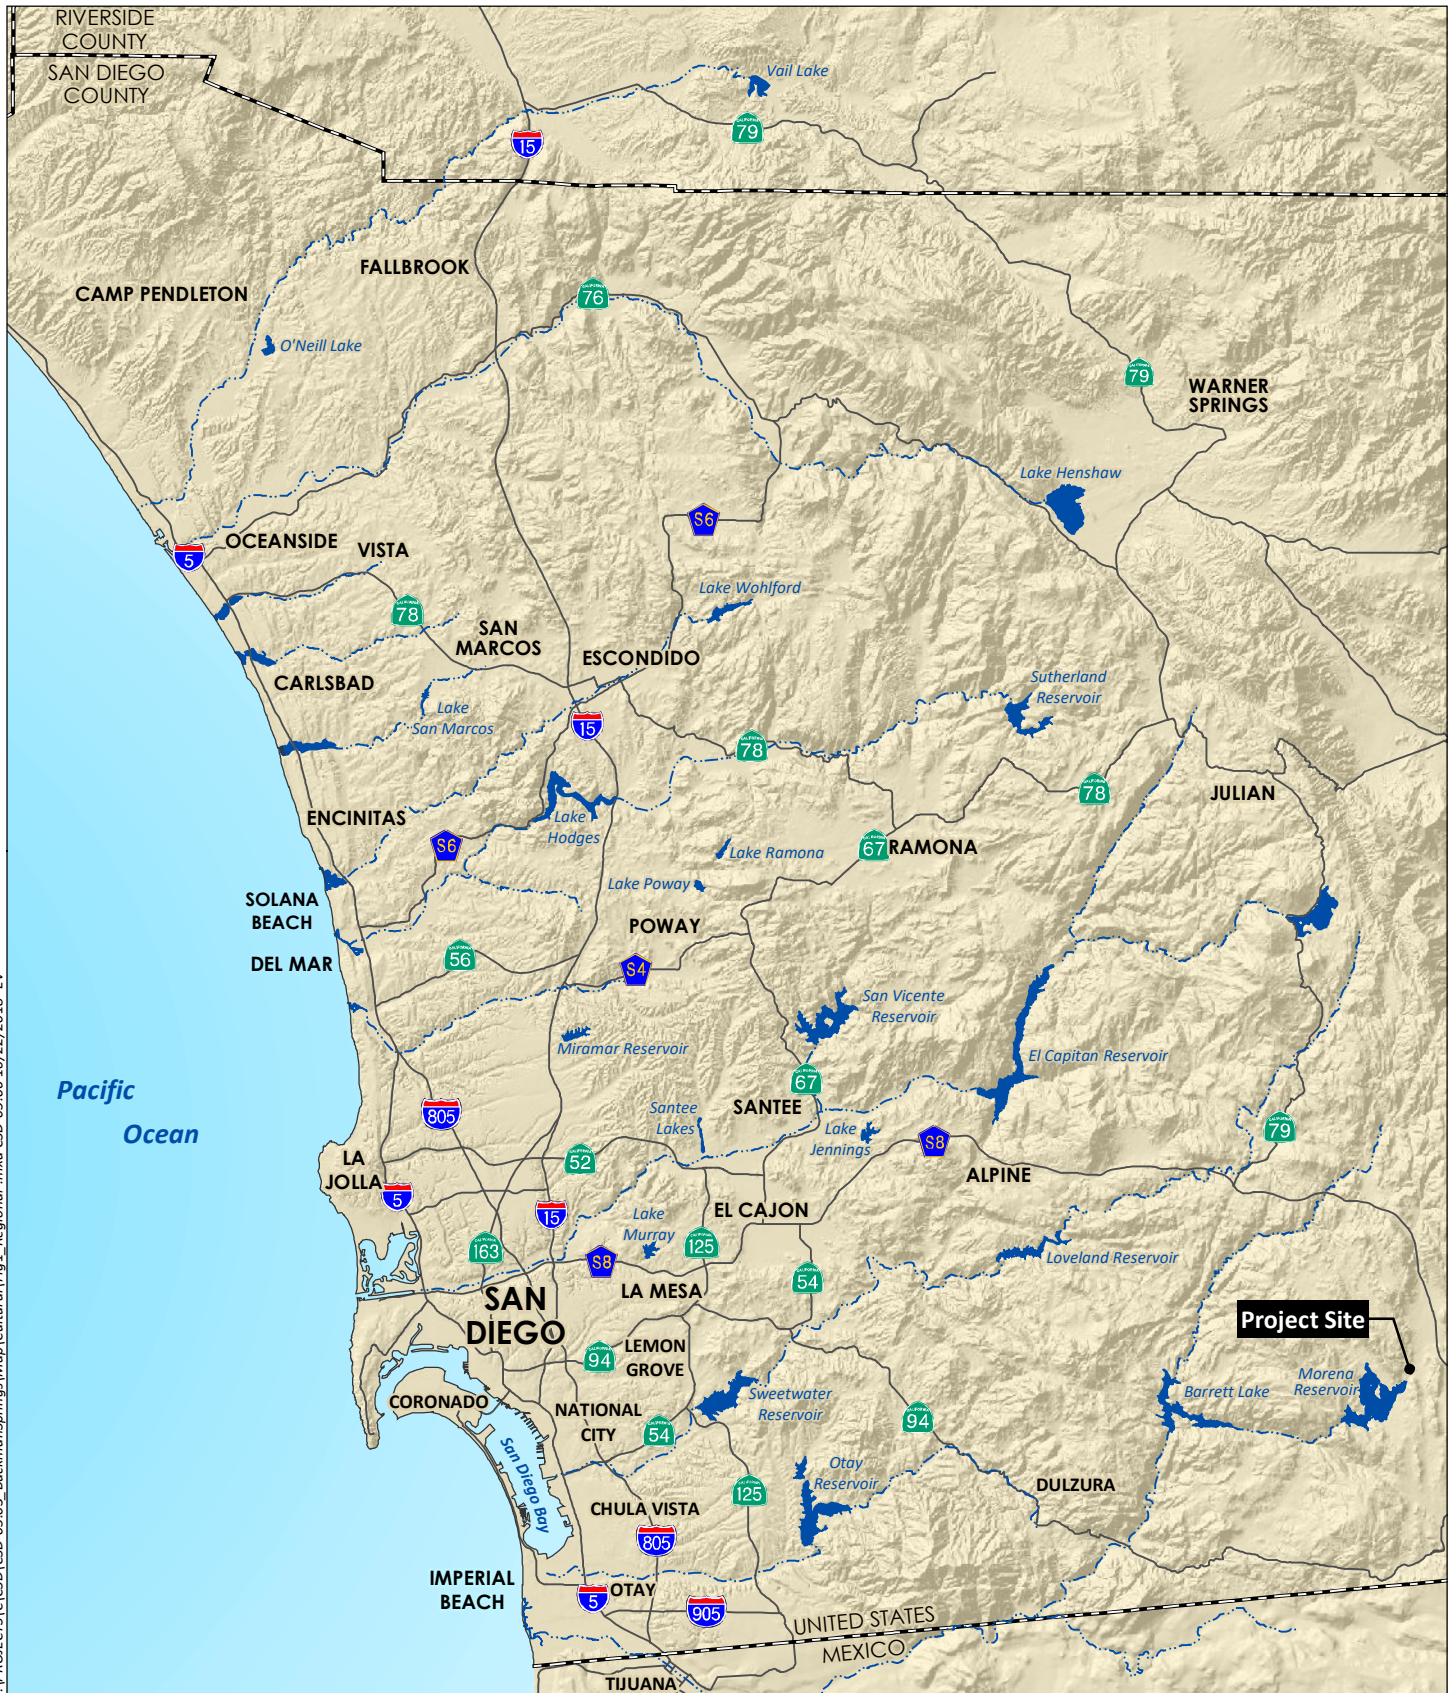 RIVERSIDE
COUNTY
SAN DIEGO
COUNTY
Vail Lake
CALIFORNIA
79
15
FALLBROOK
CAMP PENDLETON
76
O'Neill Lake
79
WARNER
SPRINGS
Lake Henshaw
S6
OCEANSIDE
VISTA
5
Lake Wohlford
78
SAN
MARCOS
ESCONDIDO
CARLSBAD
Sutherland
Reservoir
Lake
San Marcos
15
78
78
JULIAN
ENCINITAS
Lake
Hodges
S6
Lake Ramona
67
RAMONA
Lake Poway
SOLANA
BEACH
POWAY
DEL MAR
56
S4
San Vicente
Reservoir
Miramar Reservoir
El Capitan Reservoir
Pacific
Ocean
67
805
Santee
Lakes
SANTEE
Lake
Jennings
S8
79
LA
JOLLA
52
ALPINE
5
15
EL CAJON
Lake
Murray
163
125
S8
54
Loveland Reservoir
LA MESA
SAN
DIEGO
Project Site
94
LEMON
GROVE
CORONADO
Sweetwater
Reservoir
Barrett Lake
Morena
Reservoir
NATIONAL
CITY
54
94
San Diego Bay
Otay
Reservoir
125
DULZURA
CHULA VISTA
805
IMPERIAL
BEACH
5
OTAY
905
UNITED STATES
MEXICO
TIJUANA